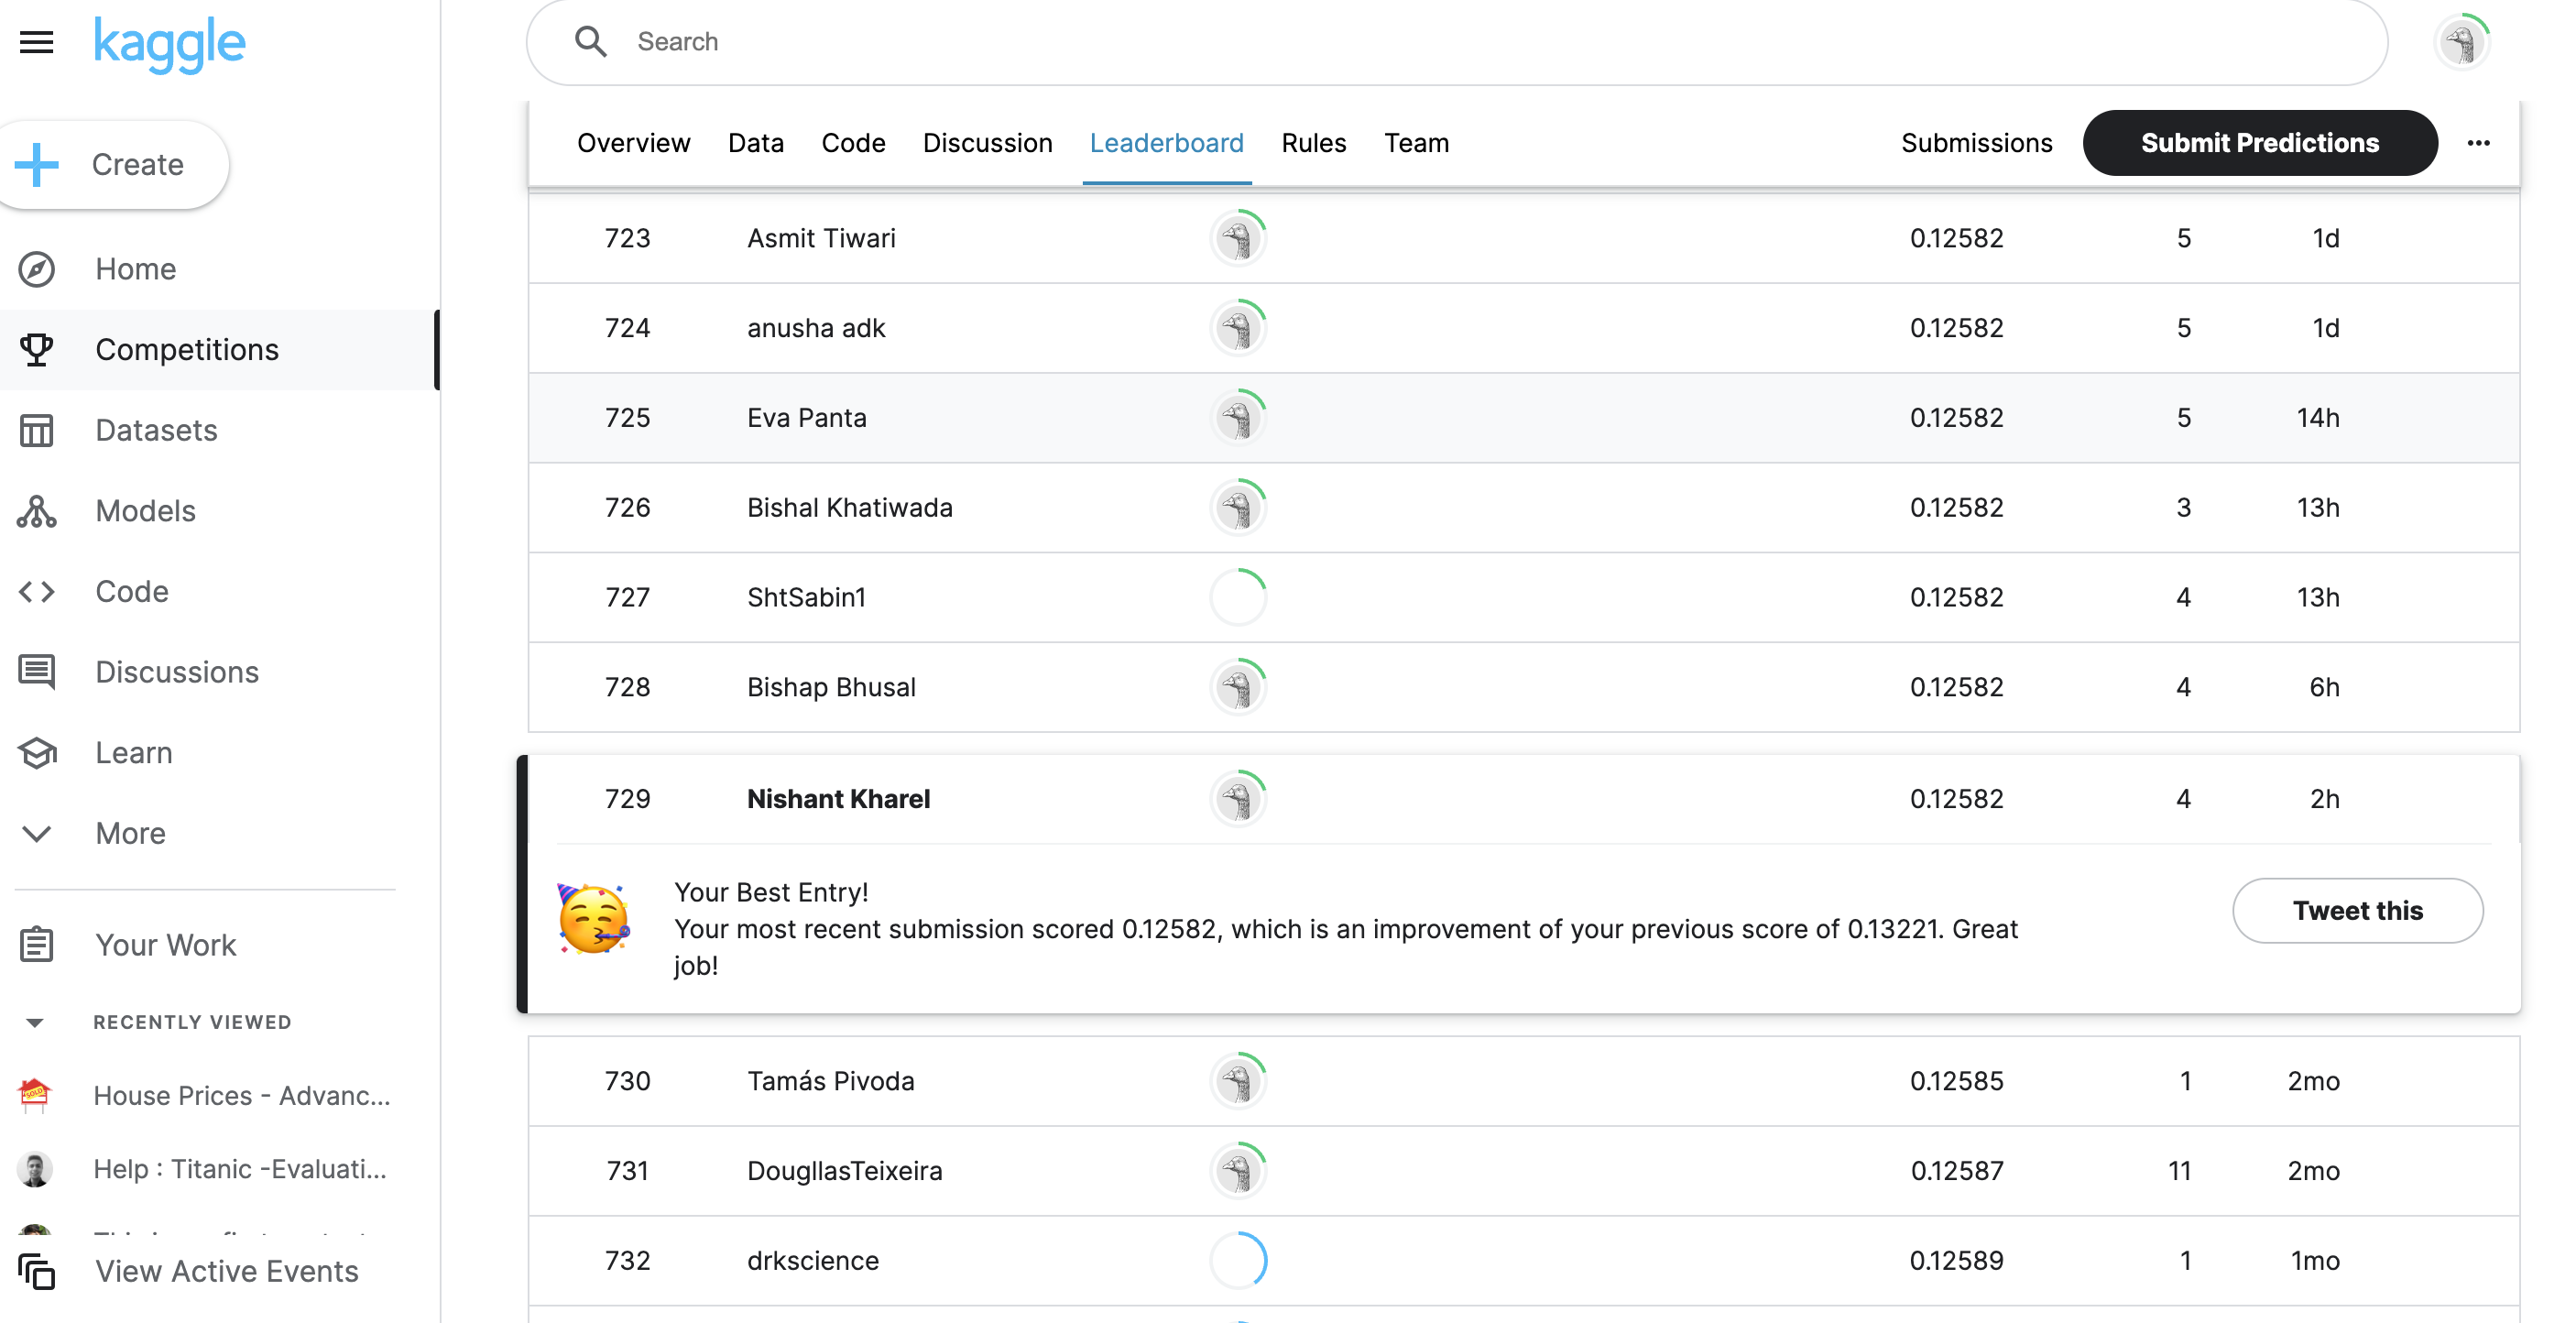 kaggle
Search
Create
Overview Data Code Discussion Leaderboard Rules Team Submissions Submit Predictions
Home
Competitions
Datasets
Models
Code
Discussions
Learn
More
Your Work
RECENTLY VIEWED
House Prices - Advanc...
Help : Titanic -Evaluati...
View Active Events
723 Asmit Tiwari 0.12582 5 1d
724 anusha adk 0.12582 5 1d
725 Eva Panta 0.12582 5 14h
726 Bishal Khatiwada 0.12582 3 13h
727 ShtSabin1 0.12582 4 13h
728 Bishap Bhusal 0.12582 4 6h
729 Nishant Kharel 0.12582 4 2h
Your Best Entry!
Your most recent submission scored 0.12582, which is an improvement of your previous score of 0.13221. Great
job!
Tweet this
730 Tamás Pivoda 0.12585 1 2mo
731 DougllasTeixeira 0.12587 11 2mo
732 drkscience 0.12589 1 1mo